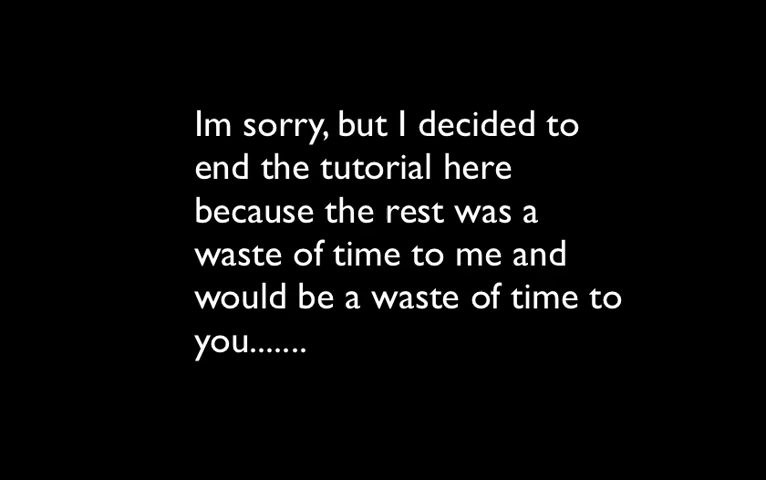 Im sorry, but I decided to
end the tutorial here
because the rest was a
waste of time to me and
would be a waste of time to
you.......